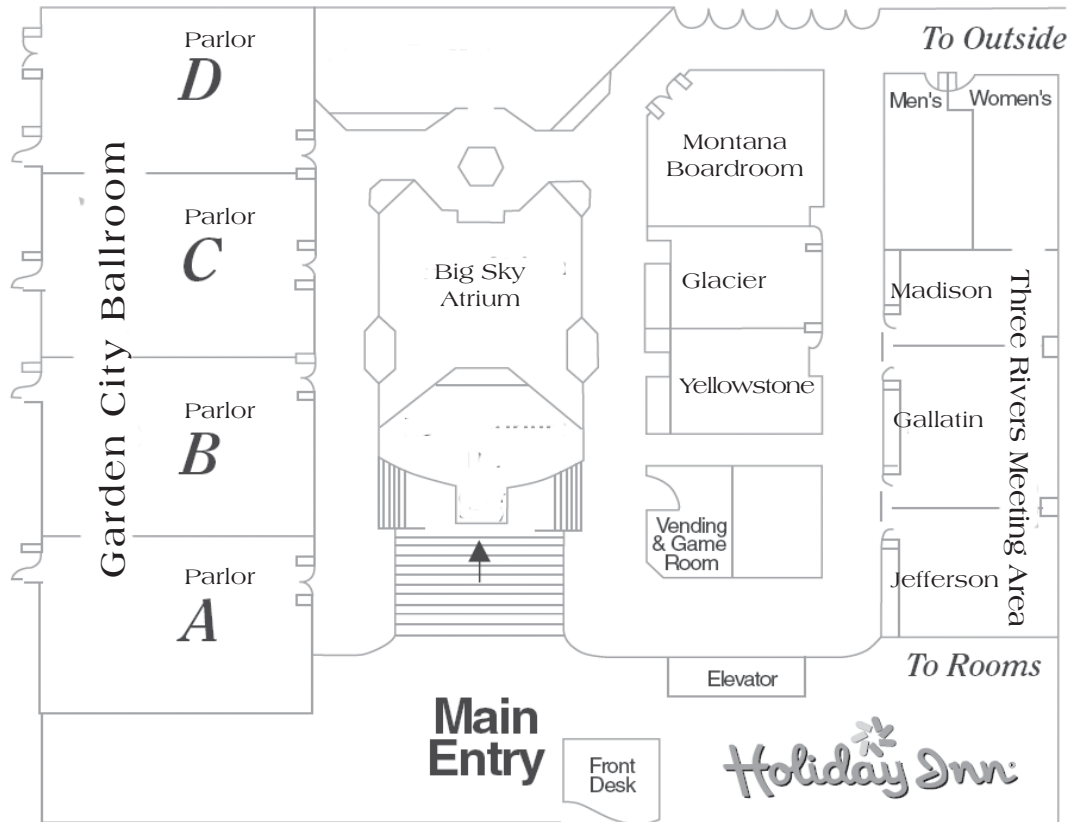 To Outside
Parlor
D
Men's
Women's
Montana
Boardroom
Garden City Ballroom
Parlor
C
Big Sky
Atrium
Glacier
Madison
Three Rivers Meeting Area
Yellowstone
Parlor
B
Gallatin
Vending
& Game
Room
Parlor
A
Jefferson
To Rooms
Elevator
Main
Entry
Front
Desk
Holiday Inn